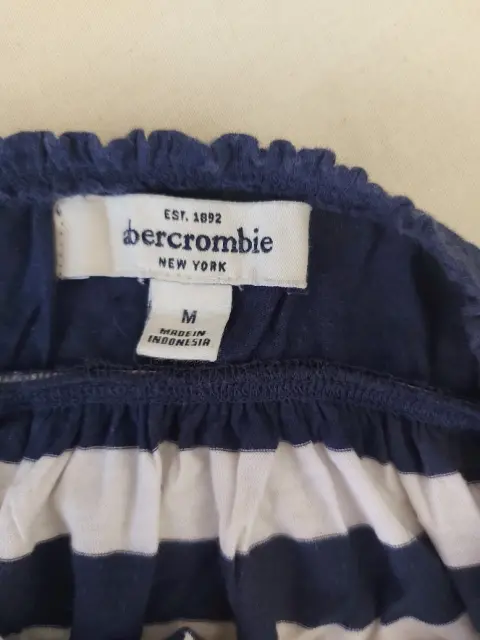 EST. 1892
abercrombie
NEW YORK
M
MADE IN
INDONESIA